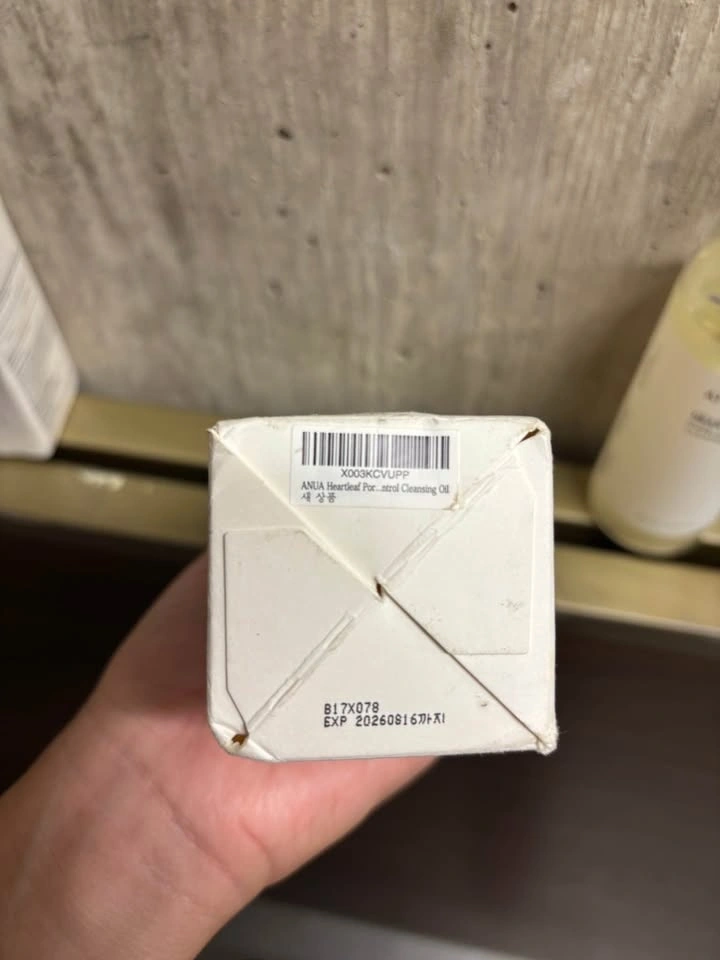 X003KCVUPP
ANUA Heartleaf Por...ntrol Cleansing Oil
새 상품
B17X078
EXP 20260816까지